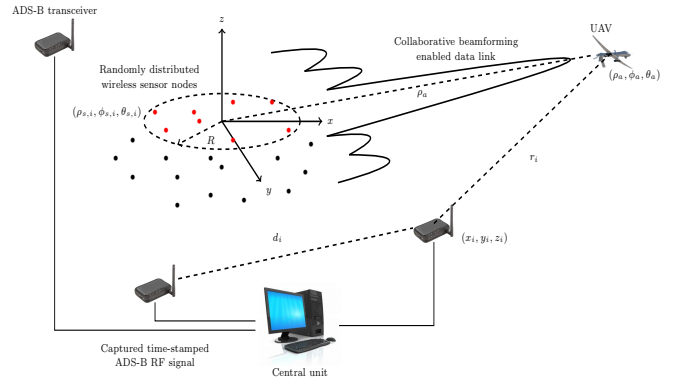 ADS-B transceiver
z
UAV
Collaborative beamforming
enabled data link
Randomly distributed
wireless sensor nodes
(ρₐ, ϕₐ, θₐ)
ρₐ
(ρₛ,ᵢ, ϕₛ,ᵢ, θₛ,ᵢ)
x
R
rᵢ
y
dᵢ
(xᵢ, yᵢ, zᵢ)
Captured time-stamped
ADS-B RF signal
Central unit